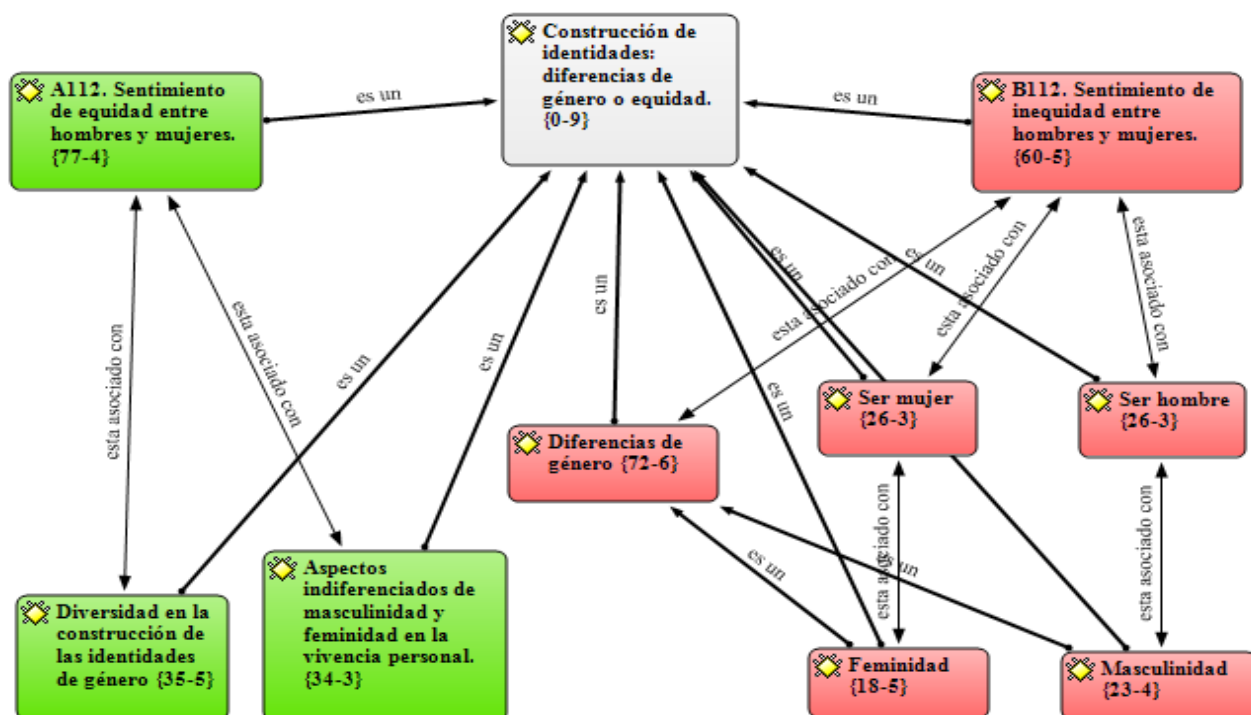 Construcción de
identidades:
diferencias de
género o equidad.
{0-9}
A112. Sentimiento
de equidad entre
hombres y mujeres.
{77-4}
es un
B112. Sentimiento de
inequidad entre
hombres y mujeres.
{60-5}
es un
esta asociado con
esta asociado con
es un
es un
es un
esta asociado con
es un
esta asociado con
es un
esta asociado con
Ser mujer
{26-3}
Ser hombre
{26-3}
Diferencias de
género {72-6}
es un
es un
es un
esta asociado con
esta asociado con
Diversidad en la
construcción de
las identidades
de género {35-5}
Aspectos
indiferenciados de
masculinidad y
feminidad en la
vivencia personal.
{34-3}
Feminidad
{18-5}
Masculinidad
{23-4}